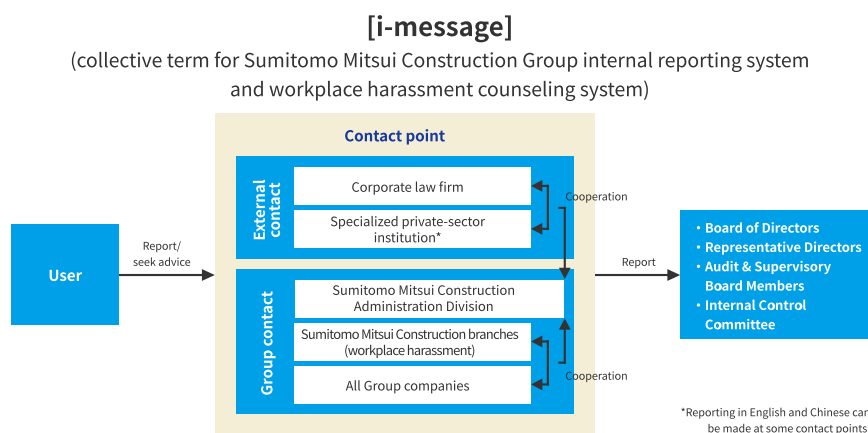 [i-message]
(collective term for Sumitomo Mitsui Construction Group internal reporting system
and workplace harassment counseling system)
Contact point
User
Report/
seek advice
External
contact
Corporate law firm
Specialized private-sector
institution*
Cooperation
Group contact
Sumitomo Mitsui Construction
Administration Division
Sumitomo Mitsui Construction branches
(workplace harassment)
All Group companies
Cooperation
Report
・Board of Directors
・Representative Directors
・Audit & Supervisory
Board Members
・Internal Control
Committee
*Reporting in English and Chinese can
be made at some contact points